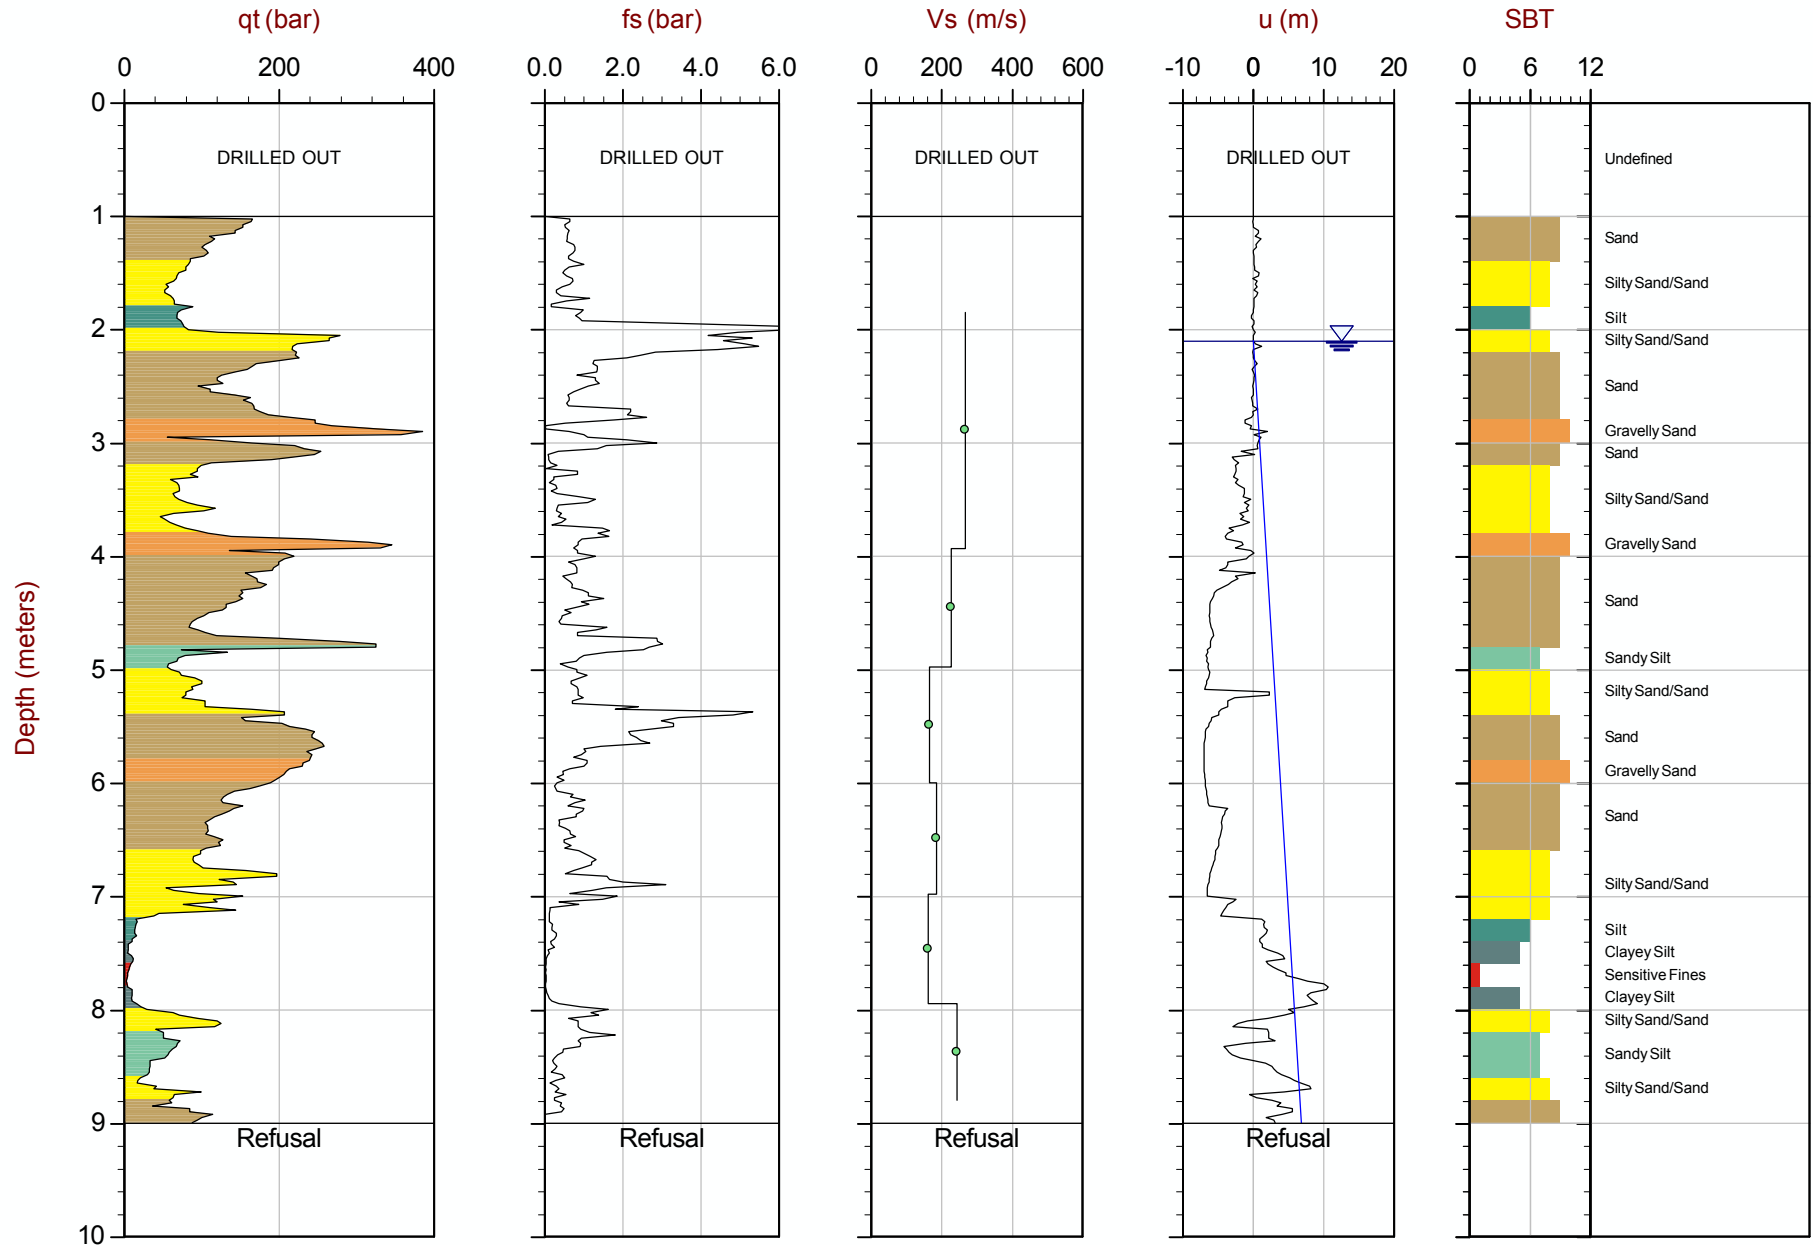 qt (bar) fs (bar) Vs (m/s) u (m) SBT
0 200 400 0.0 2.0 4.0 6.0 0 200 400 600 -10 0 10 20 0 6 12
0
DRILLED OUT DRILLED OUT DRILLED OUT DRILLED OUT Undefined
1
Sand
Silty Sand/Sand
Silt
2
Silty Sand/Sand
Sand
Gravelly Sand
3
Sand
Silty Sand/Sand
Gravelly Sand
4
Sand
Sandy Silt
5
Silty Sand/Sand
Depth (meters)
Sand
Gravelly Sand
6
Sand
Silty Sand/Sand
7
Silt
Clayey Silt
Sensitive Fines
Clayey Silt
8
Silty Sand/Sand
Sandy Silt
Silty Sand/Sand
9
Refusal Refusal Refusal Refusal
10